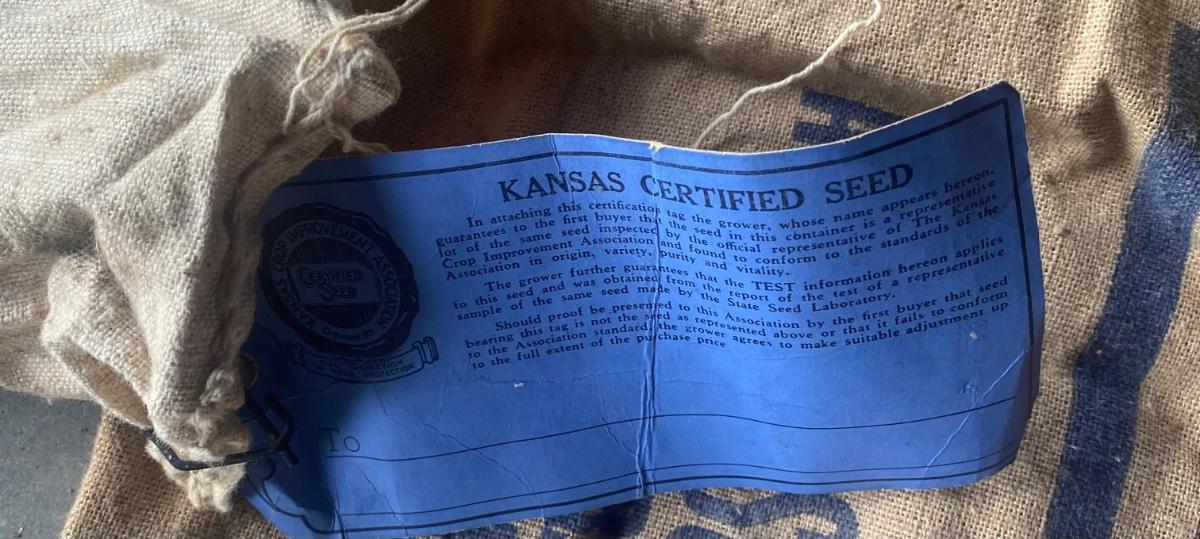 KANSAS CERTIFIED SEED
In attaching this certification tag the grower, whose name appears hereon,
guarantees to the first buyer that the seed in this container is a representative
lot of the same seed inspected by the official representative of The Kansas
Crop Improvement Association and found to conform to the standards of the
Association in origin, variety, purity and vitality.
The grower further guarantees that the TEST information hereon applies
to this seed and was obtained from the report of the test of a representative
sample of the same seed made by the State Seed Laboratory.
Should proof be presented to this Association by the first buyer that seed
bearing this tag is not the seed as represented above or that it fails to conform
to the Association standard, the grower agrees to make suitable adjustment up
to the full extent of the purchase price
KANSAS CROP IMPROVEMENT ASSOCIATION
CERTIFIED
SEED
INSPECTION
PROTECTION
To